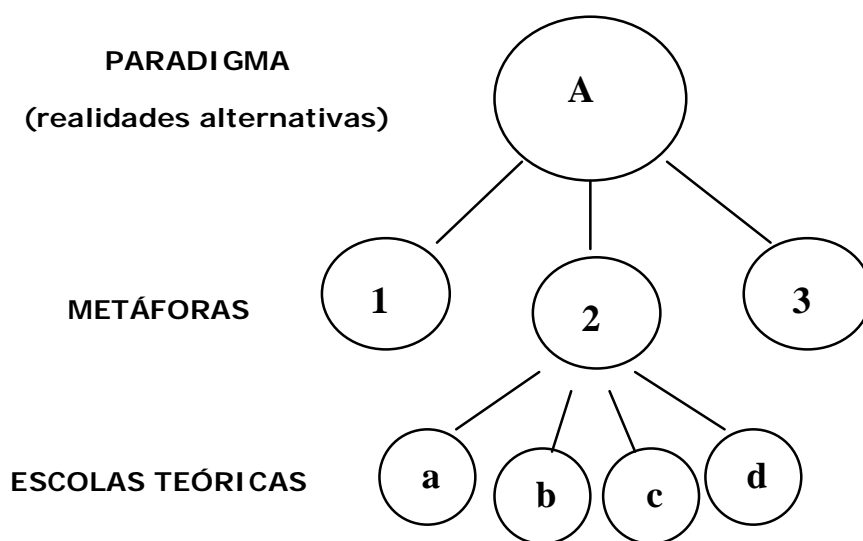 PARADIGMA
(realidades alternativas)
A
METÁFORAS
1
2
3
ESCOLAS TEÓRICAS
a
b
c
d